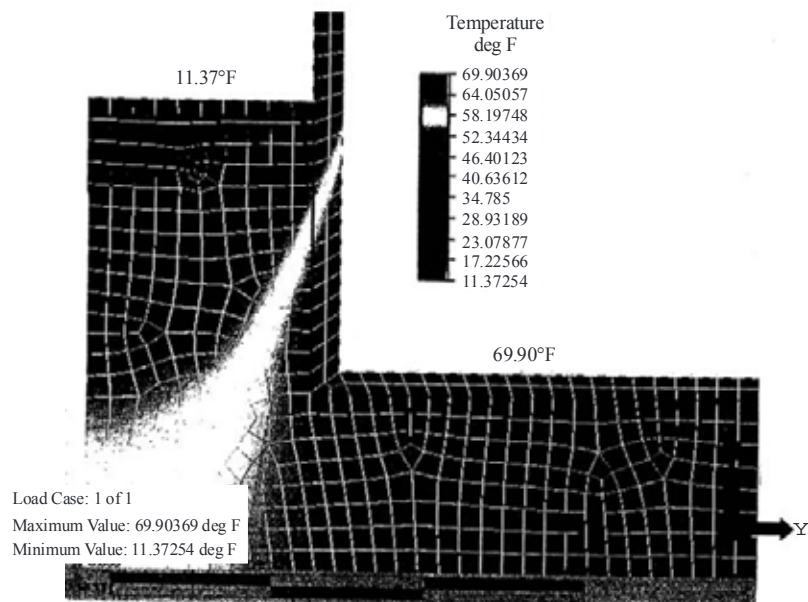 Temperature
deg F
11.37°F
69.90369
64.05057
58.19748
52.34434
46.40123
40.63612
34.785
28.93189
23.07877
17.22566
11.37254
69.90°F
Load Case: 1 of 1
Maximum Value: 69.90369 deg F
Minimum Value: 11.37254 deg F
Y